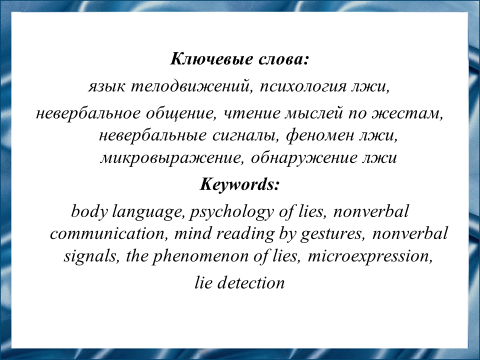 Ключевые слова:
язык телодвижений, психология лжи,
невербальное общение, чтение мыслей по жестам,
невербальные сигналы, феномен лжи,
микровыражение, обнаружение лжи
Keywords:
body language, psychology of lies, nonverbal
communication, mind reading by gestures, nonverbal
signals, the phenomenon of lies, microexpression,
lie detection